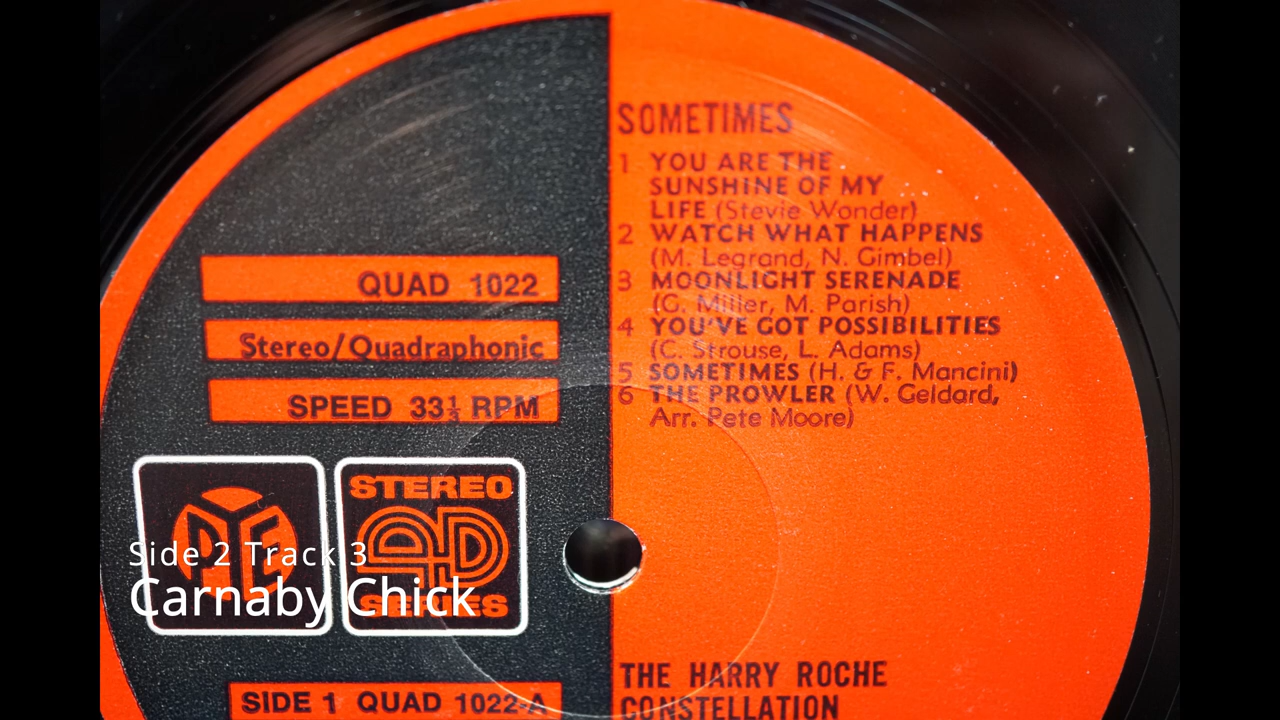 SOMETIMES
1 YOU ARE THE
SUNSHINE OF MY
LIFE (Stevie Wonder)
2 WATCH WHAT HAPPENS
(M. Legrand, N. Gimbel)
3 MOONLIGHT SERENADE
(G. Miller, M. Parish)
4 YOU'VE GOT POSSIBILITIES
(C. Strouse, L. Adams)
5 SOMETIMES (H. & F. Mancini)
6 THE PROWLER (W. Geldard,
Arr. Pete Moore)
QUAD 1022
Stereo/Quadraphonic
SPEED 33⅓ RPM
PYE
STEREO
4D
SERIES
Side 2 Track 3
Carnaby Chick
SIDE 1 QUAD 1022-A
THE HARRY ROCHE
CONSTELLATION